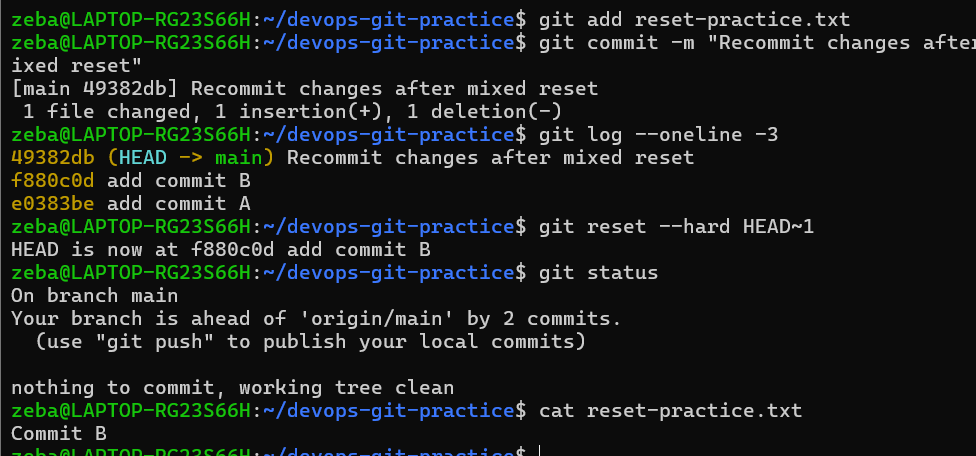 zeba@LAPTOP-RG23S66H:~/devops-git-practice$ git add reset-practice.txt
zeba@LAPTOP-RG23S66H:~/devops-git-practice$ git commit -m "Recommit changes after
ixed reset"
[main 49382db] Recommit changes after mixed reset
 1 file changed, 1 insertion(+), 1 deletion(-)
zeba@LAPTOP-RG23S66H:~/devops-git-practice$ git log --oneline -3
49382db (HEAD -> main) Recommit changes after mixed reset
f880c0d add commit B
e0383be add commit A
zeba@LAPTOP-RG23S66H:~/devops-git-practice$ git reset --hard HEAD~1
HEAD is now at f880c0d add commit B
zeba@LAPTOP-RG23S66H:~/devops-git-practice$ git status
On branch main
Your branch is ahead of 'origin/main' by 2 commits.
  (use "git push" to publish your local commits)

nothing to commit, working tree clean
zeba@LAPTOP-RG23S66H:~/devops-git-practice$ cat reset-practice.txt
Commit B
zeba@LAPTOP-RG23S66H:~/devops-git-practice$